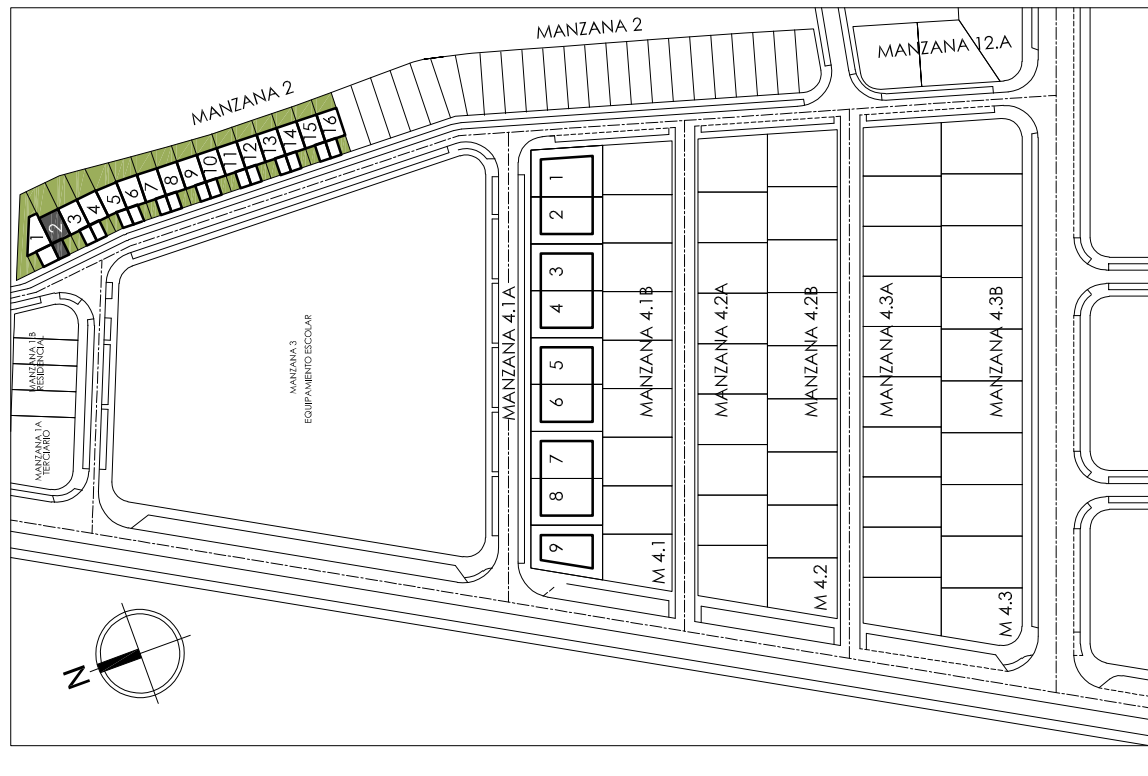 MANZANA 2
MANZANA 12.A
MANZANA 2
1
2
3
4
5
6
7
8
9
10
11
12
13
14
15
16
MANZANA 1B
RESIDENCIAL
MANZANA 1A
TERCIARIO
MANZANA 3
EQUIPAMIENTO ESCOLAR
MANZANA 4.1A
1
2
3
4
5
6
7
8
9
MANZANA 4.1B
M 4.1
MANZANA 4.2A
MANZANA 4.2B
M 4.2
MANZANA 4.3A
MANZANA 4.3B
M 4.3
N